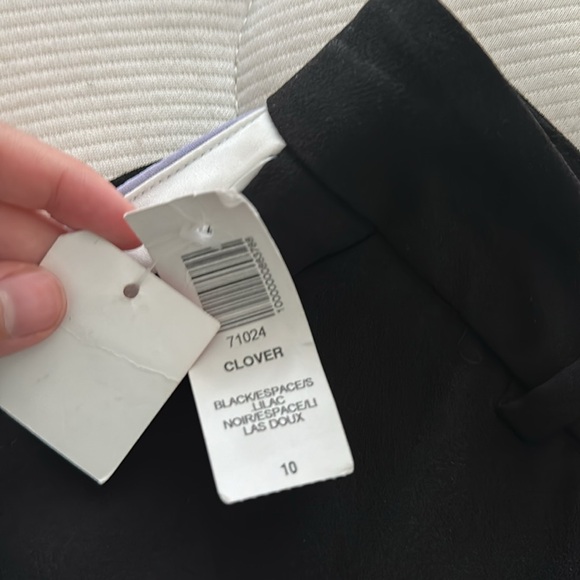 71024
CLOVER
BLACK/ESPACE/S
LILAC
NOIR/ESPACE/LI
LAS DOUX
10